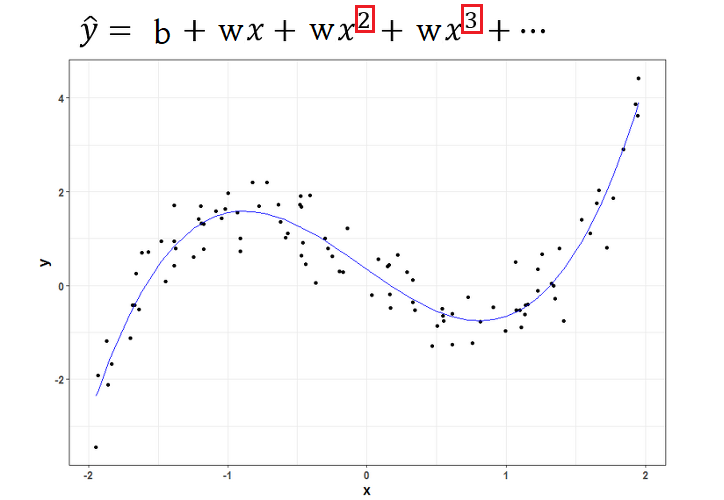 ŷ = b + wx + wx² + wx³ + ⋯
4
2
0
-2
y
-2 -1 0 1 2
x